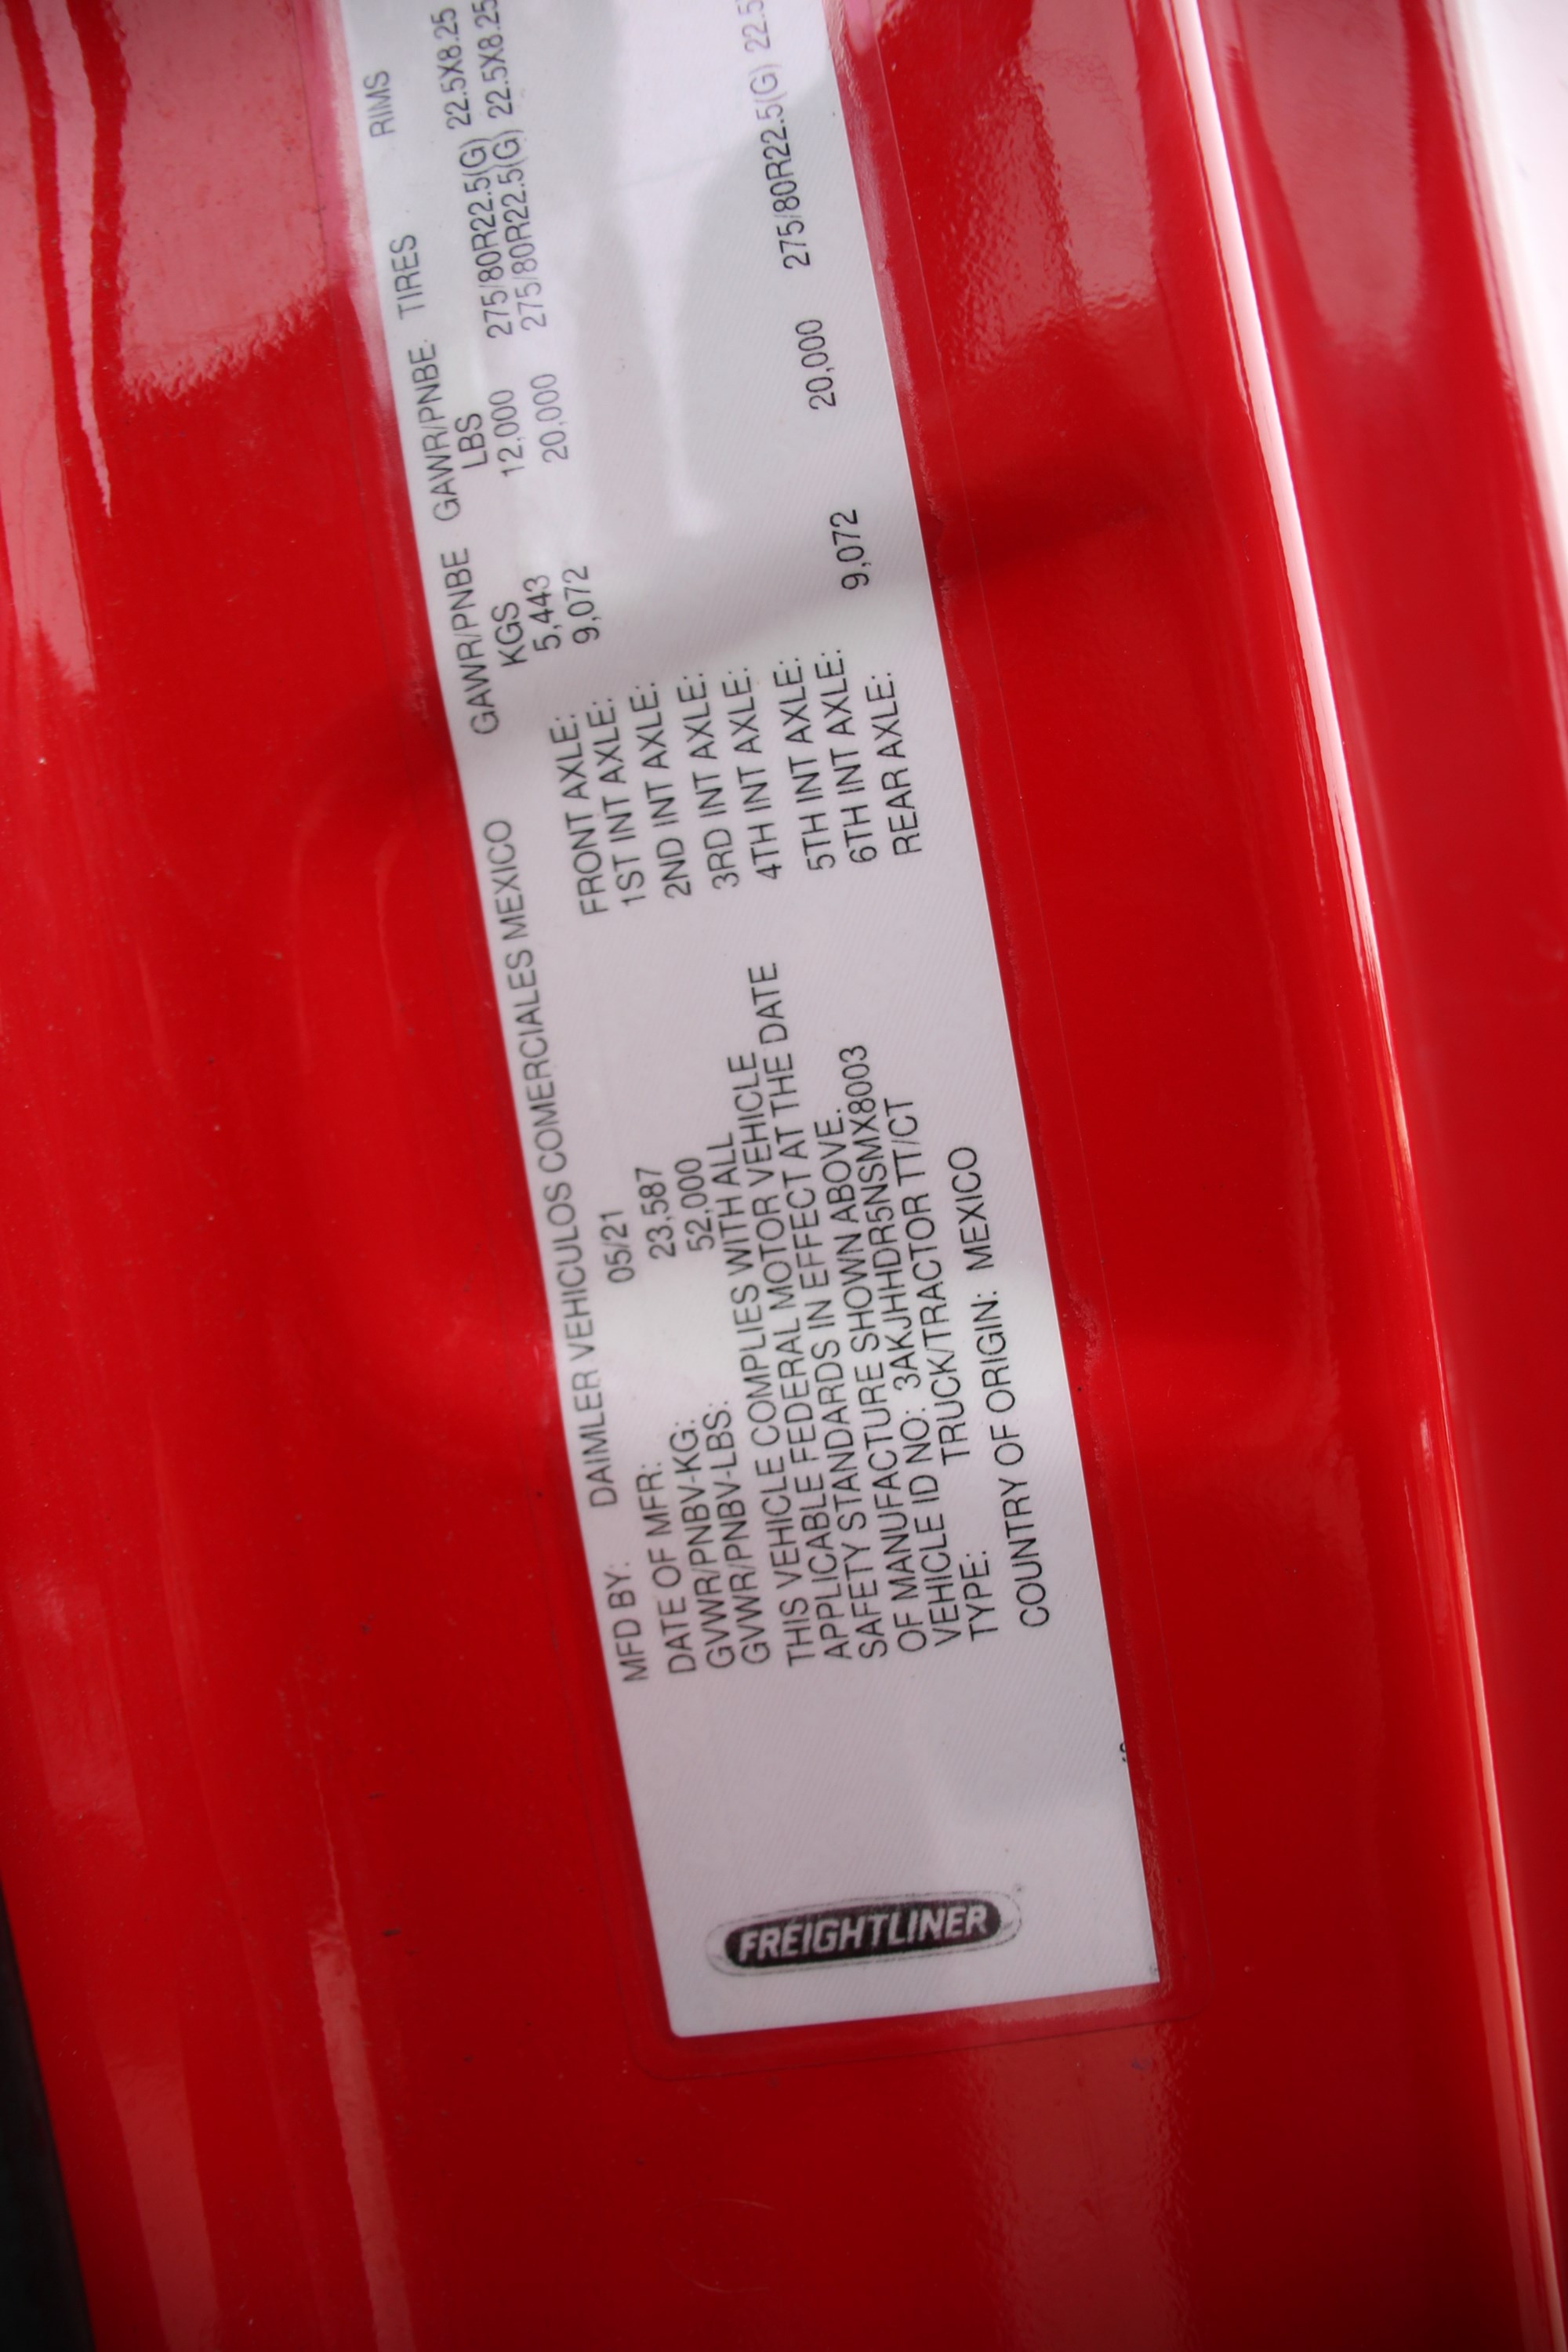 FREIGHTLINER
MFD BY: DAIMLER VEHICULOS COMERCIALES MEXICO
DATE OF MFR: 05/21
GVWR/PNBV-KG: 23,587
GVWR/PNBV-LBS: 52,000
THIS VEHICLE COMPLIES WITH ALL
APPLICABLE FEDERAL MOTOR VEHICLE
SAFETY STANDARDS IN EFFECT AT THE DATE
OF MANUFACTURE SHOWN ABOVE.
VEHICLE ID NO: 3AKJHHDR5NSMX8003
TYPE: TRUCK/TRACTOR TT/CT
COUNTRY OF ORIGIN: MEXICO
GAWR/PNBE GAWR/PNBE TIRES RIMS
KGS LBS
FRONT AXLE: 5,443 12,000 275/80R22.5(G) 22.5X8.25
1ST INT AXLE: 9,072 20,000 275/80R22.5(G) 22.5X8.25
2ND INT AXLE:
3RD INT AXLE:
4TH INT AXLE:
5TH INT AXLE:
6TH INT AXLE:
REAR AXLE: 9,072 20,000 275/80R22.5(G) 22.5